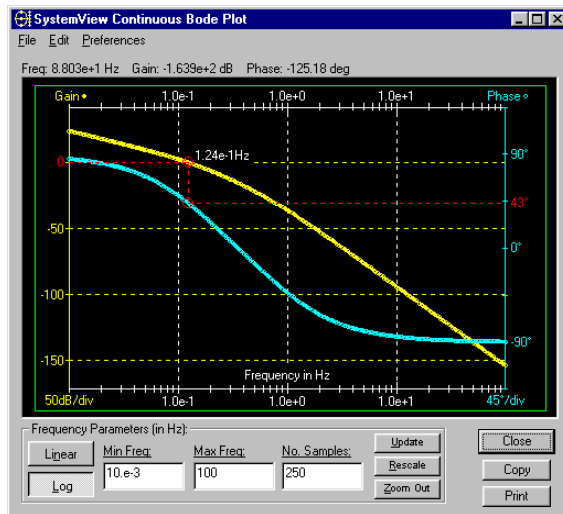 SystemView Continuous Bode Plot
File Edit Preferences
Freq: 8.803e+1 Hz Gain: -1.639e+2 dB Phase: -125.18 deg
Gain 1.0e-1 1.0e+0 1.0e+1 Phase
1.24e-1Hz
0
90°
-50
43°
0°
-100
-90°
-150
Frequency in Hz
50dB/div 1.0e-1 1.0e+0 1.0e+1 45°/div
Frequency Parameters (in Hz):
Linear Min Freq: Max Freq: No. Samples: Update Close
Log 10.e-3 100 250 Rescale Copy
Zoom Out Print